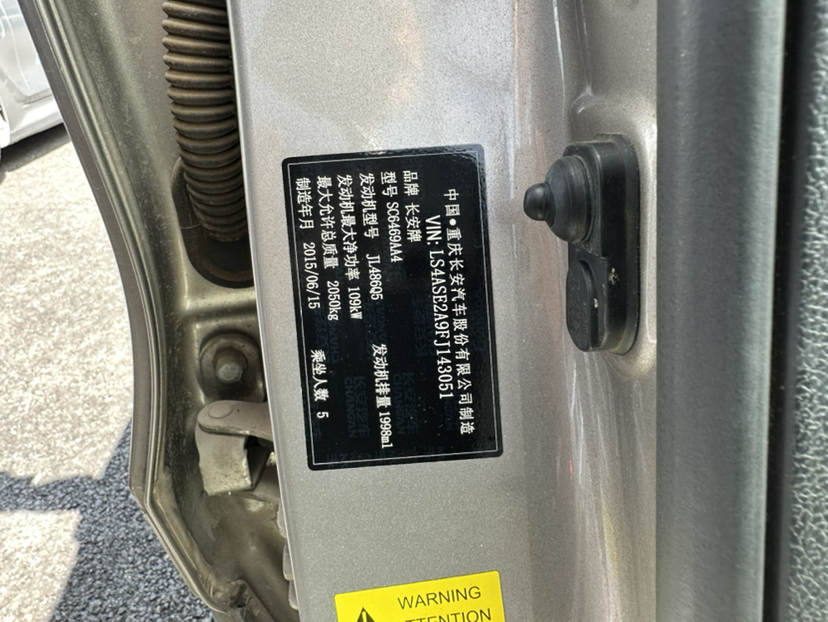 中国●重庆长安汽车股份有限公司制造
VIN: LS4ASE2A9FJ143051
品牌 长安牌
型号 SC6469AA4
发动机型号 JL486Q5 发动机排量 1998ml
发动机最大净功率 109kW
最大允许总质量 2050kg
制造年月 2015/06/15 乘坐人数 5
WARNING
ATTENTION